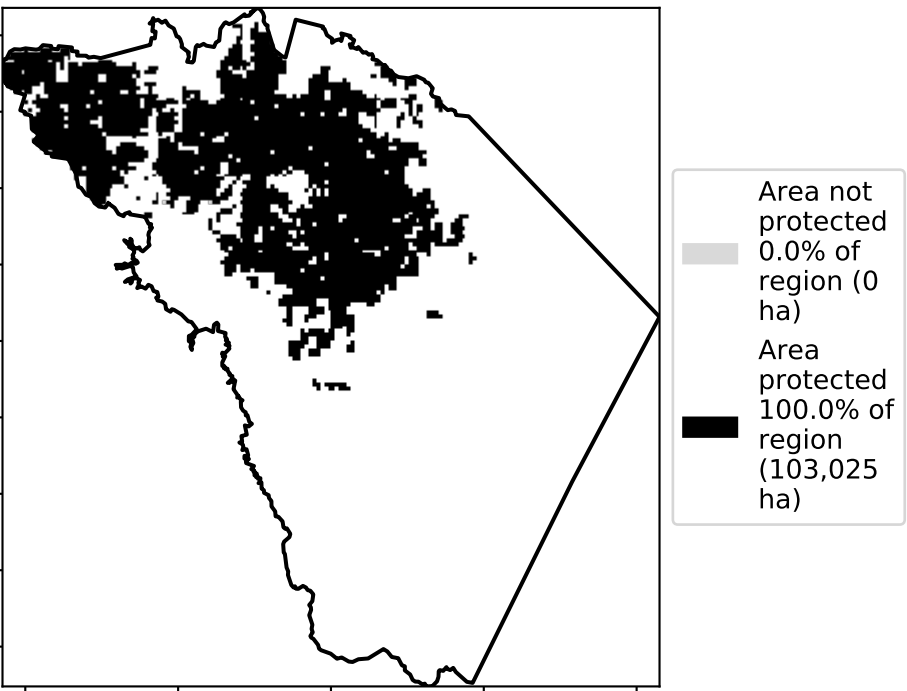 Area not
protected
0.0% of
region (0
ha)
Area
protected
100.0% of
region
(103,025
ha)